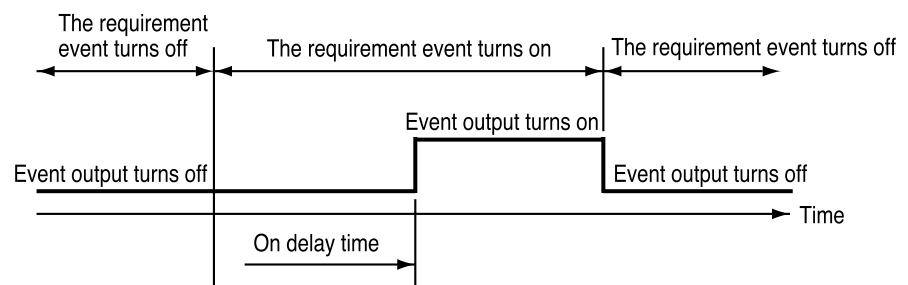 The requirement
event turns off
The requirement event turns on
The requirement event turns off
Event output turns on
Event output turns off
Event output turns off
Time
On delay time